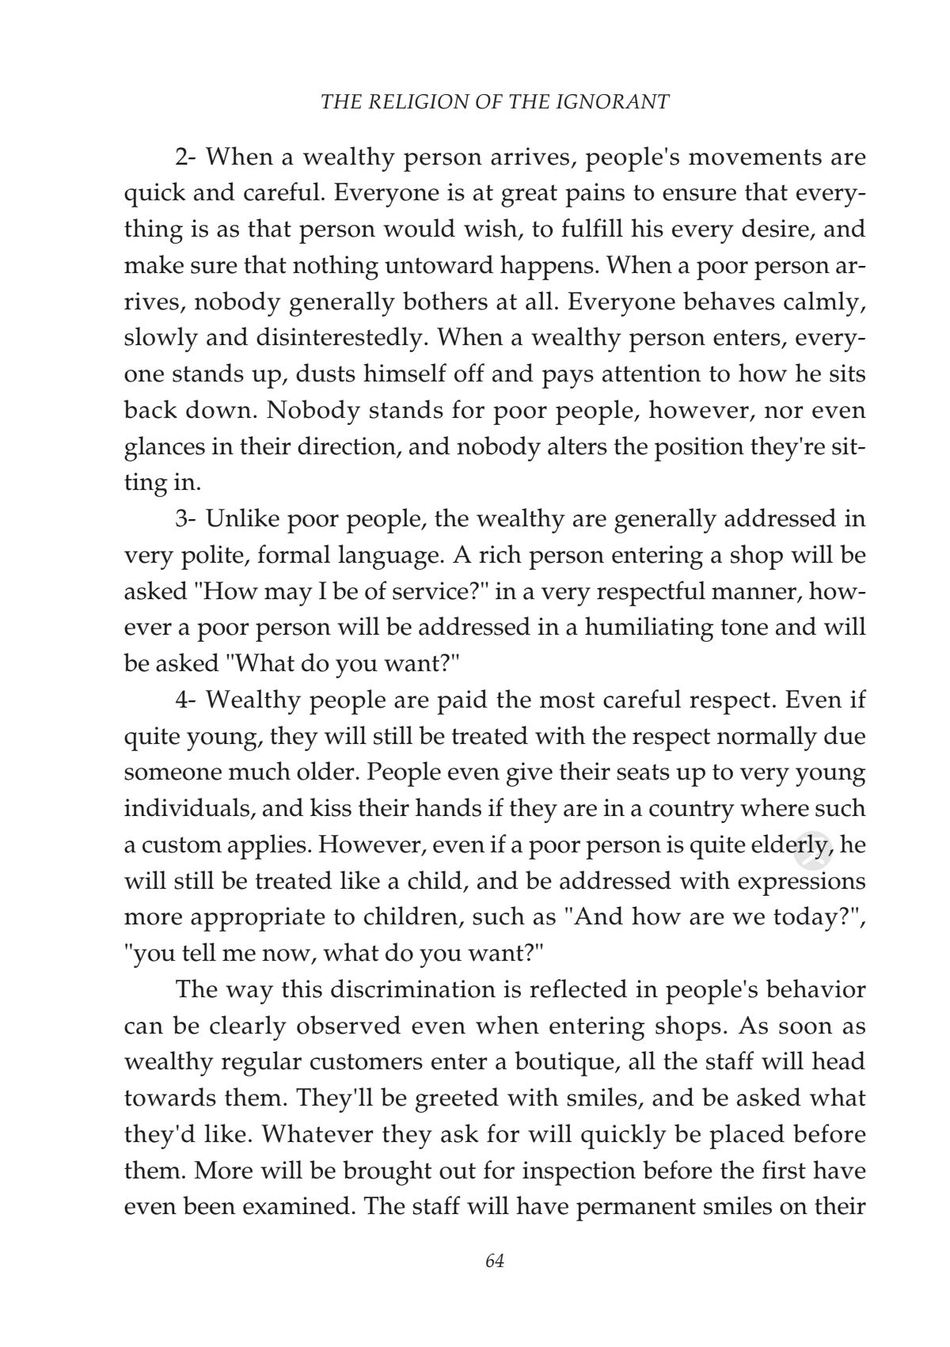 THE RELIGION OF THE IGNORANT
2- When a wealthy person arrives, people's movements are
quick and careful. Everyone is at great pains to ensure that every-
thing is as that person would wish, to fulfill his every desire, and
make sure that nothing untoward happens. When a poor person ar-
rives, nobody generally bothers at all. Everyone behaves calmly,
slowly and disinterestedly. When a wealthy person enters, every-
one stands up, dusts himself off and pays attention to how he sits
back down. Nobody stands for poor people, however, nor even
glances in their direction, and nobody alters the position they're sit-
ting in.
3- Unlike poor people, the wealthy are generally addressed in
very polite, formal language. A rich person entering a shop will be
asked "How may I be of service?" in a very respectful manner, how-
ever a poor person will be addressed in a humiliating tone and will
be asked "What do you want?"
4- Wealthy people are paid the most careful respect. Even if
quite young, they will still be treated with the respect normally due
someone much older. People even give their seats up to very young
individuals, and kiss their hands if they are in a country where such
a custom applies. However, even if a poor person is quite elderly, he
will still be treated like a child, and be addressed with expressions
more appropriate to children, such as "And how are we today?",
"you tell me now, what do you want?"
The way this discrimination is reflected in people's behavior
can be clearly observed even when entering shops. As soon as
wealthy regular customers enter a boutique, all the staff will head
towards them. They'll be greeted with smiles, and be asked what
they'd like. Whatever they ask for will quickly be placed before
them. More will be brought out for inspection before the first have
even been examined. The staff will have permanent smiles on their
64